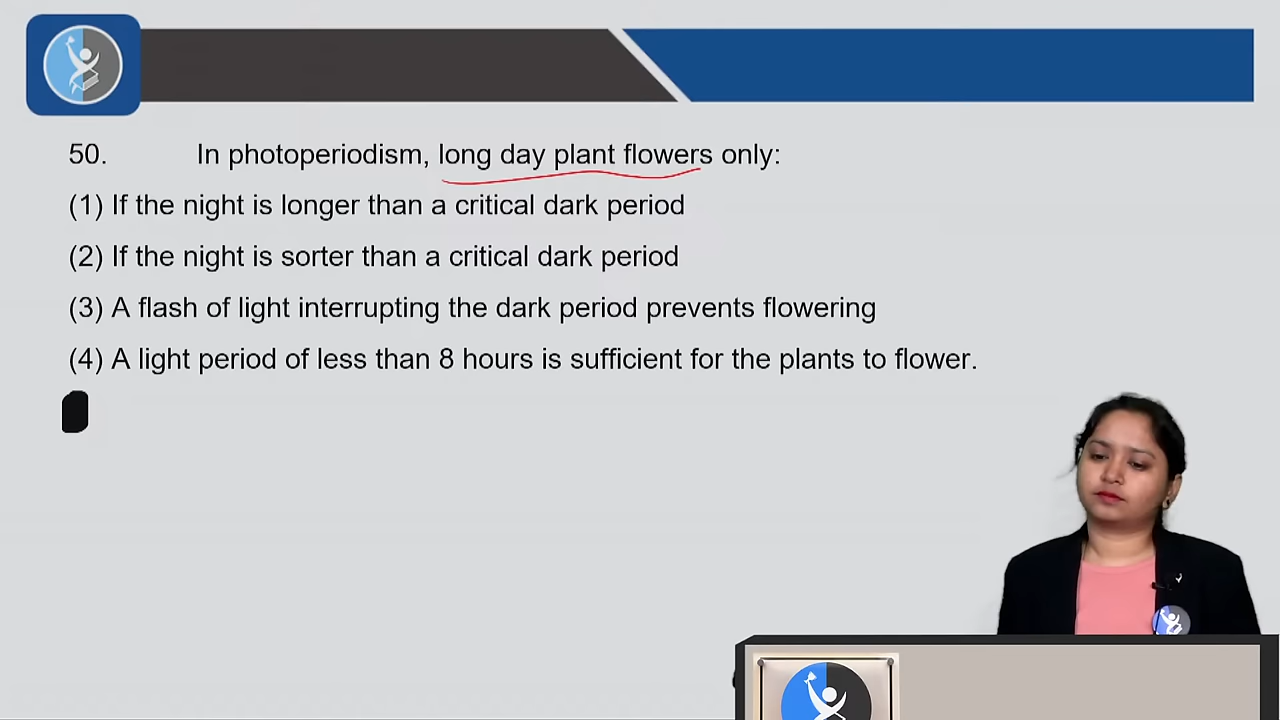 50. In photoperiodism, long day plant flowers only:
(1) If the night is longer than a critical dark period
(2) If the night is sorter than a critical dark period
(3) A flash of light interrupting the dark period prevents flowering
(4) A light period of less than 8 hours is sufficient for the plants to flower.